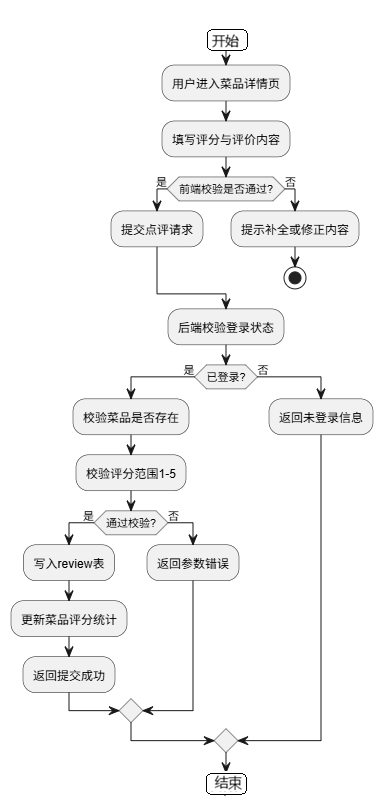 开始
用户进入菜品详情页
填写评分与评价内容
是
前端校验是否通过?
否
提交点评请求
提示补全或修正内容
后端校验登录状态
是
已登录?
否
校验菜品是否存在
返回未登录信息
校验评分范围1-5
是
通过校验?
否
写入review表
返回参数错误
更新菜品评分统计
返回提交成功
结束